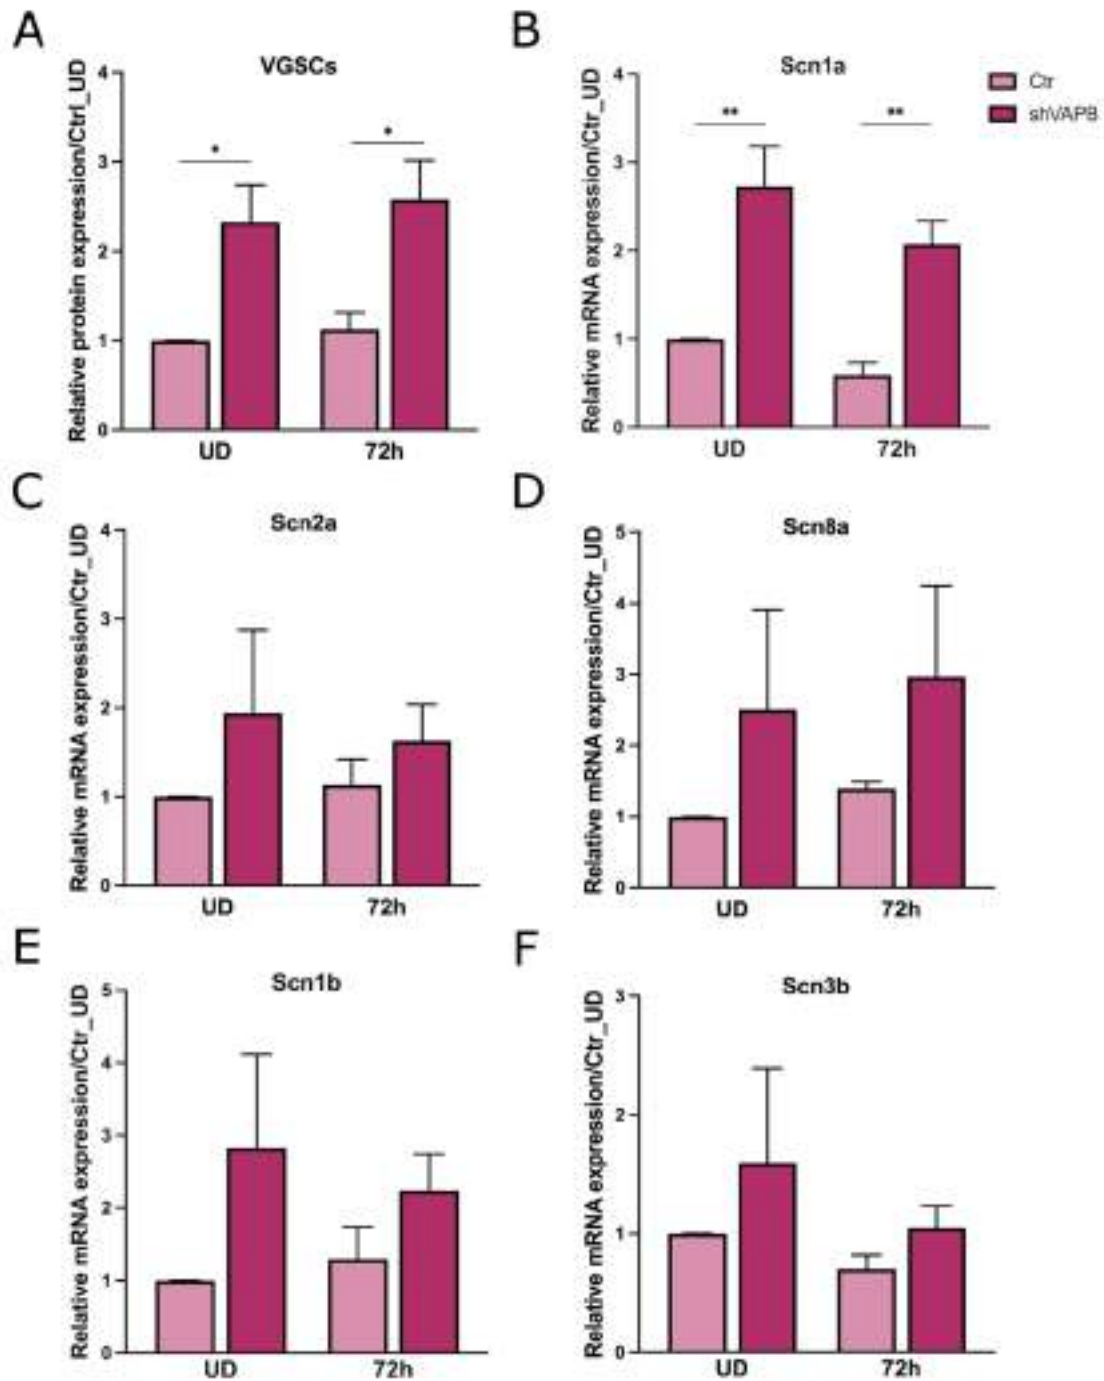 A
VGSCs
Relative protein expression/Ctrl_UD
4
3
2
1
0
*
*
UD
72h
B
Scn1a
Relative mRNA expression/Ctr_UD
4
3
2
1
0
**
**
UD
72h
Ctr
shVAPB
C
Scn2a
Relative mRNA expression/Ctr_UD
4
3
2
1
0
UD
72h
D
Scn8a
Relative mRNA expression/Ctr_UD
5
4
3
2
1
0
UD
72h
E
Scn1b
Relative mRNA expression/Ctr_UD
5
4
3
2
1
0
UD
72h
F
Scn3b
Relative mRNA expression/Ctr_UD
3
2
1
0
UD
72h